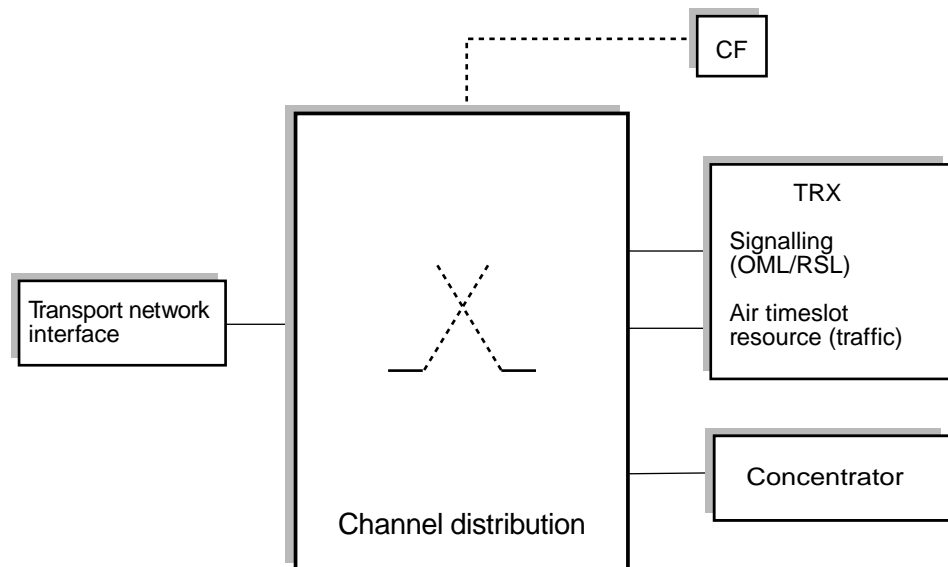 CF
TRX
Signalling
(OML/RSL)
Air timeslot
resource (traffic)
Transport network
interface
Concentrator
Channel distribution